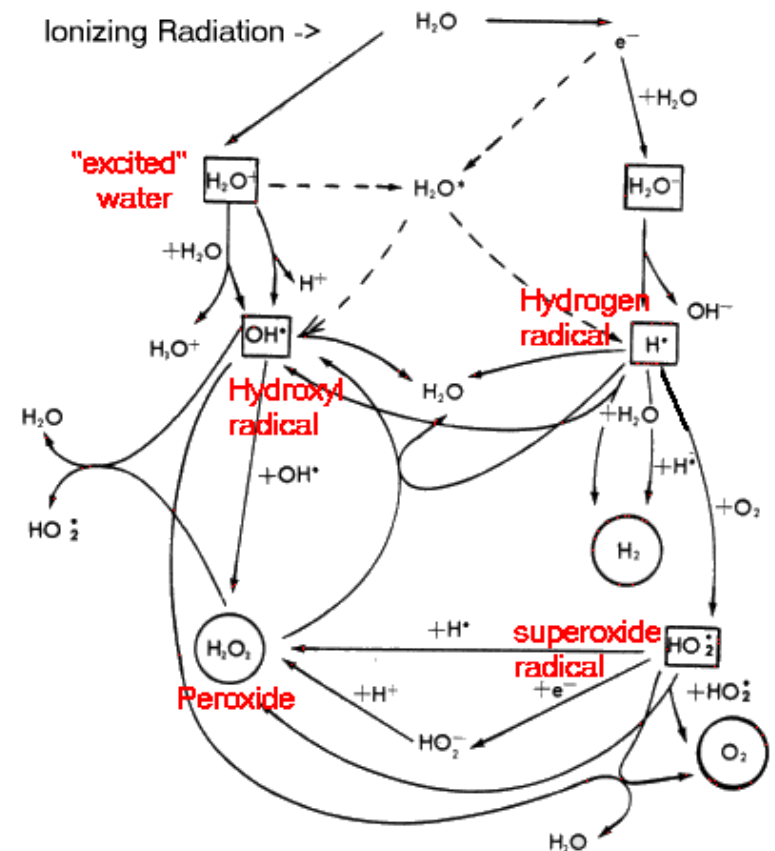 Ionizing Radiation ->
H₂O
e⁻
+H₂O
"excited"
water
H₂O⁺
H₂O*
H₂O⁻
+H₂O
H⁺
OH⁻
H₃O⁺
OH•
Hydrogen
radical
H•
Hydroxyl
radical
H₂O
H₂O
+H₂O
+OH•
+H•
+O₂
HO₂•
H₂
H₂O₂
Peroxide
+H•
superoxide
radical
HO₂•
+e⁻
+H⁺
+HO₂•
HO₂⁻
O₂
H₂O